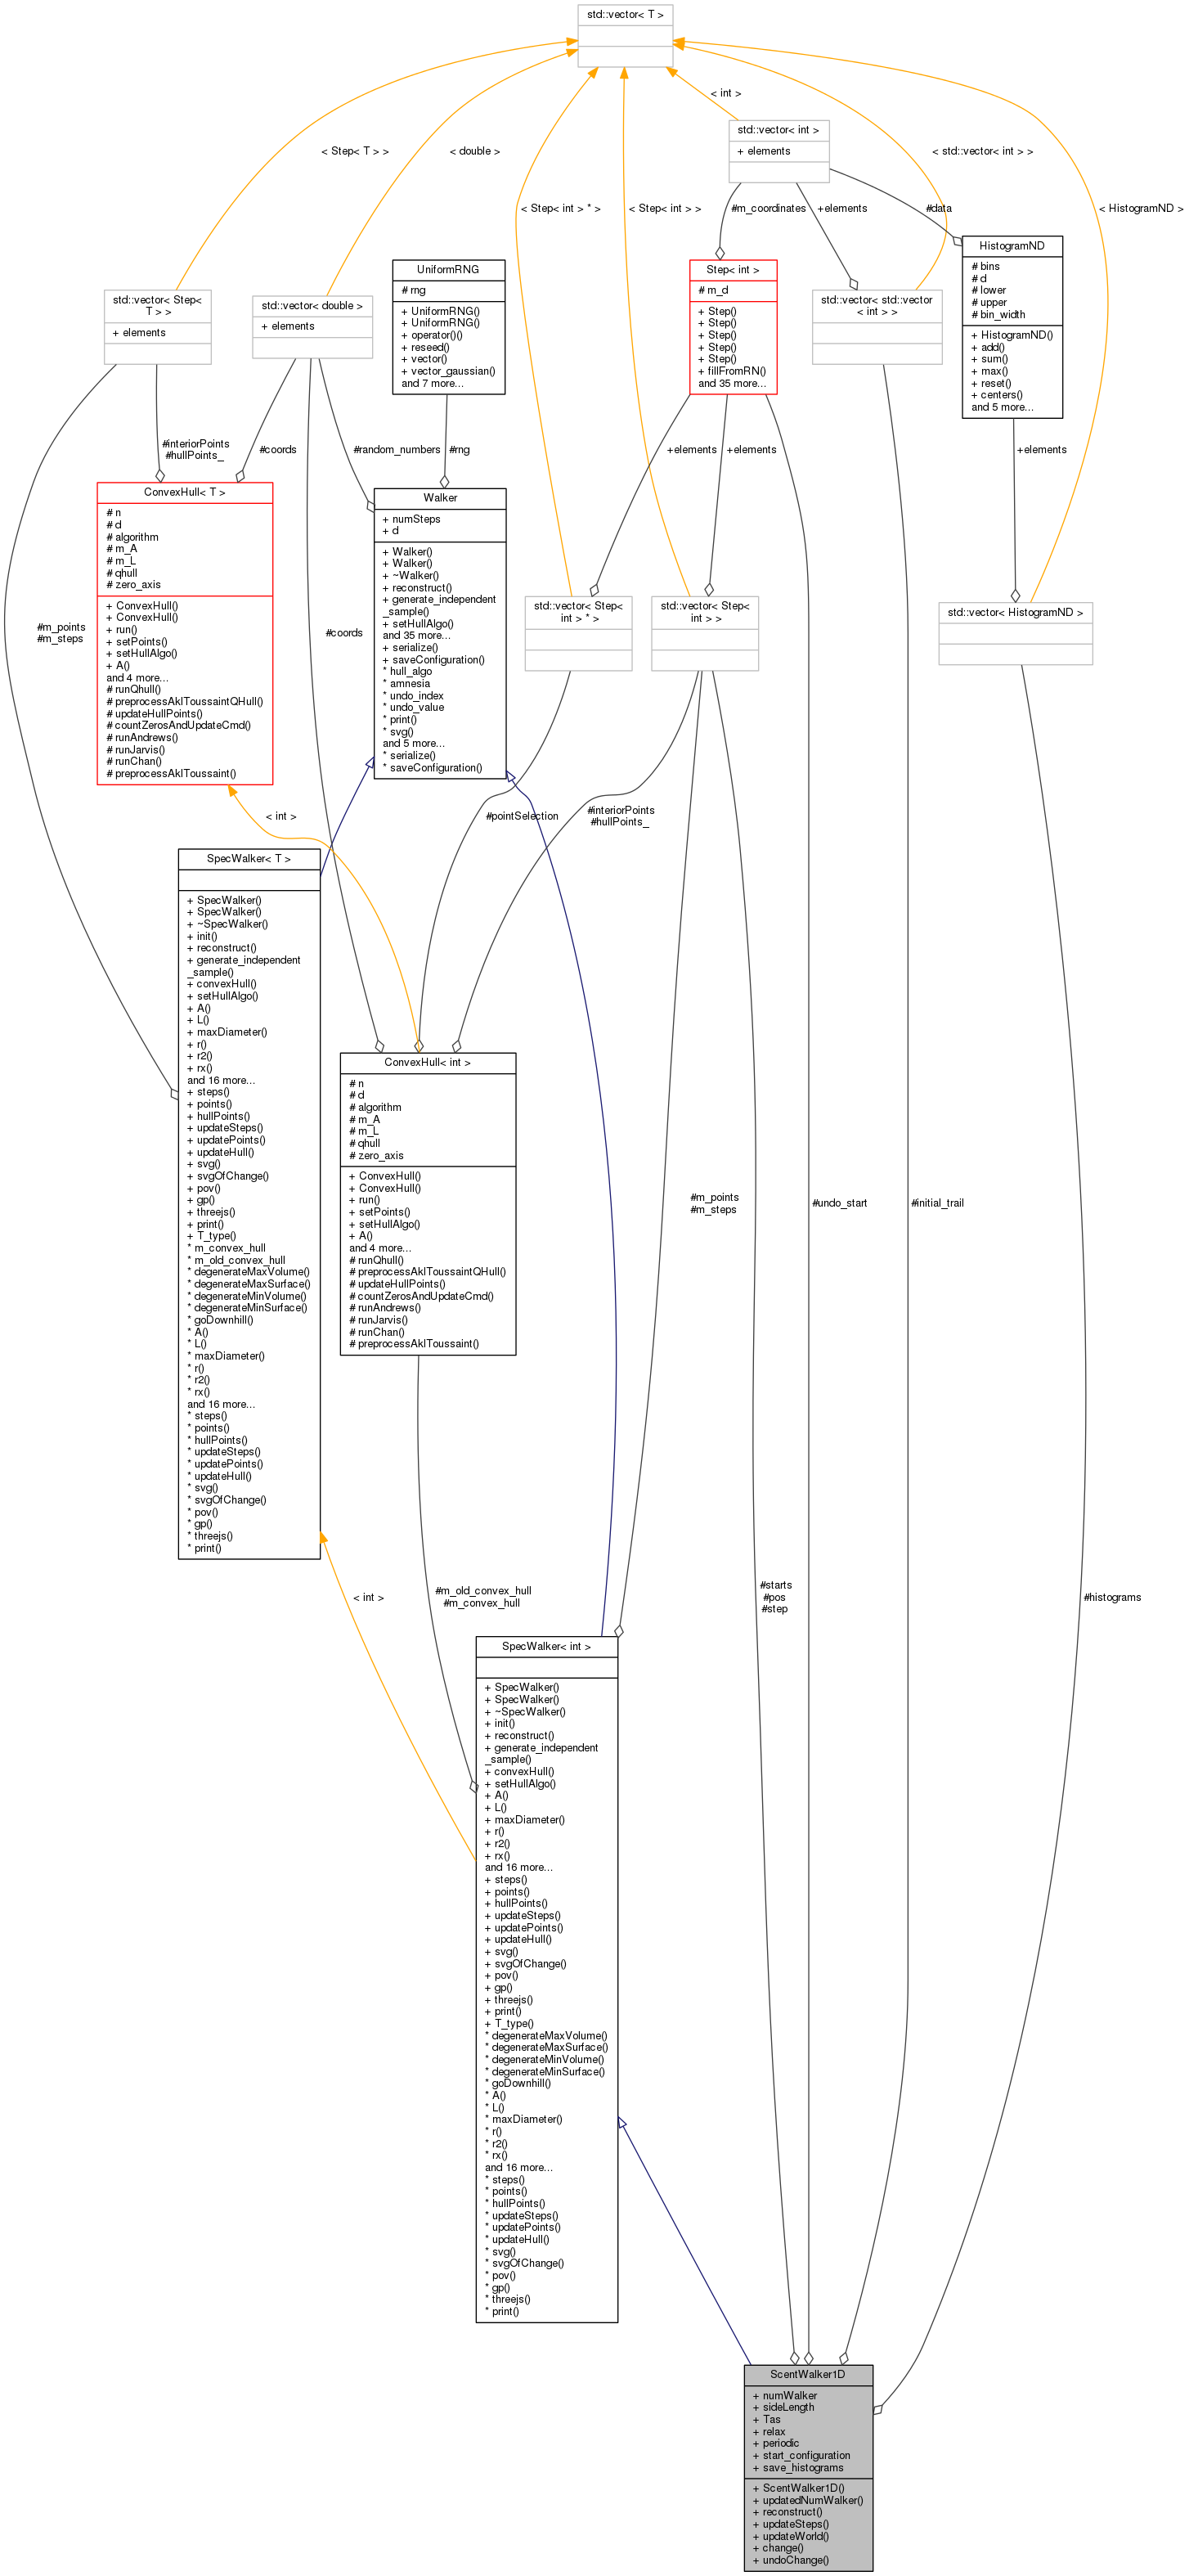 std::vector< T >
< int >
std::vector< int >
+ elements
< Step< T > >
< double >
< std::vector< int > >
< Step< int > * >
< Step< int > >
#m_coordinates
+elements
#data
< HistogramND >
HistogramND
# bins
# d
# lower
# upper
# bin_width
+ HistogramND()
+ add()
+ sum()
+ max()
+ reset()
+ centers()
and 5 more...
UniformRNG
# rng
+ UniformRNG()
+ UniformRNG()
+ operator()()
+ reseed()
+ vector()
+ vector_gaussian()
and 7 more...
Step< int >
# m_d
+ Step()
+ Step()
+ Step()
+ Step()
+ Step()
+ fillFromRN()
and 35 more...
std::vector< Step<
T > >
+ elements
std::vector< double >
+ elements
std::vector< std::vector
< int > >
#interiorPoints
#hullPoints_
#coords
#random_numbers
#rng
+elements
+elements
+elements
ConvexHull< T >
# n
# d
# algorithm
# m_A
# m_L
# qhull
# zero_axis
+ ConvexHull()
+ ConvexHull()
+ run()
+ setPoints()
+ setHullAlgo()
+ A()
and 4 more...
# runQhull()
# preprocessAklToussaintQHull()
# updateHullPoints()
# countZerosAndUpdateCmd()
# runAndrews()
# runJarvis()
# runChan()
# preprocessAklToussaint()
Walker
+ numSteps
+ d
+ Walker()
+ Walker()
+ ~Walker()
+ reconstruct()
+ generate_independent
_sample()
+ setHullAlgo()
and 35 more...
+ serialize()
+ saveConfiguration()
* hull_algo
* amnesia
* undo_index
* undo_value
* print()
* svg()
and 5 more...
* serialize()
* saveConfiguration()
std::vector< Step<
int > * >
std::vector< Step<
int > >
std::vector< HistogramND >
#m_points
#m_steps
#coords
< int >
#pointSelection
#interiorPoints
#hullPoints_
SpecWalker< T >
+ SpecWalker()
+ SpecWalker()
+ ~SpecWalker()
+ init()
+ reconstruct()
+ generate_independent
_sample()
+ convexHull()
+ setHullAlgo()
+ A()
+ L()
+ maxDiameter()
+ r()
+ r2()
+ rx()
and 16 more...
+ steps()
+ points()
+ hullPoints()
+ updateSteps()
+ updatePoints()
+ updateHull()
+ svg()
+ svgOfChange()
+ pov()
+ gp()
+ threejs()
+ print()
+ T_type()
* m_convex_hull
* m_old_convex_hull
* degenerateMaxVolume()
* degenerateMaxSurface()
* degenerateMinVolume()
* degenerateMinSurface()
* goDownhill()
* A()
* L()
* maxDiameter()
* r()
* r2()
* rx()
and 16 more...
* steps()
* points()
* hullPoints()
* updateSteps()
* updatePoints()
* updateHull()
* svg()
* svgOfChange()
* pov()
* gp()
* threejs()
* print()
ConvexHull< int >
# n
# d
# algorithm
# m_A
# m_L
# qhull
# zero_axis
+ ConvexHull()
+ ConvexHull()
+ run()
+ setPoints()
+ setHullAlgo()
+ A()
and 4 more...
# runQhull()
# preprocessAklToussaintQHull()
# updateHullPoints()
# countZerosAndUpdateCmd()
# runAndrews()
# runJarvis()
# runChan()
# preprocessAklToussaint()
#m_points
#m_steps
#undo_start
#initial_trail
< int >
#m_old_convex_hull
#m_convex_hull
#starts
#pos
#step
#histograms
SpecWalker< int >
+ SpecWalker()
+ SpecWalker()
+ ~SpecWalker()
+ init()
+ reconstruct()
+ generate_independent
_sample()
+ convexHull()
+ setHullAlgo()
+ A()
+ L()
+ maxDiameter()
+ r()
+ r2()
+ rx()
and 16 more...
+ steps()
+ points()
+ hullPoints()
+ updateSteps()
+ updatePoints()
+ updateHull()
+ svg()
+ svgOfChange()
+ pov()
+ gp()
+ threejs()
+ print()
+ T_type()
* degenerateMaxVolume()
* degenerateMaxSurface()
* degenerateMinVolume()
* degenerateMinSurface()
* goDownhill()
* A()
* L()
* maxDiameter()
* r()
* r2()
* rx()
and 16 more...
* steps()
* points()
* hullPoints()
* updateSteps()
* updatePoints()
* updateHull()
* svg()
* svgOfChange()
* pov()
* gp()
* threejs()
* print()
ScentWalker1D
+ numWalker
+ sideLength
+ Tas
+ relax
+ periodic
+ start_configuration
+ save_histograms
+ ScentWalker1D()
+ updatedNumWalker()
+ reconstruct()
+ updateSteps()
+ updateWorld()
+ change()
+ undoChange()